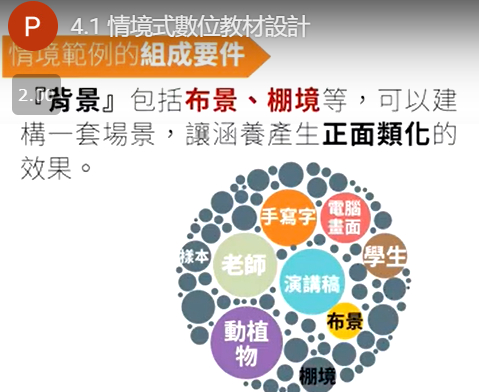 P 4.1 情境式數位教材設計
情境範例的組成要件
『背景』包括布景、棚境等，可以建
構一套場景，讓涵養產生正面類化的
效果。
手寫字
電腦
畫面
樣本
老師
演講稿
學生
動植
物
布景
棚境